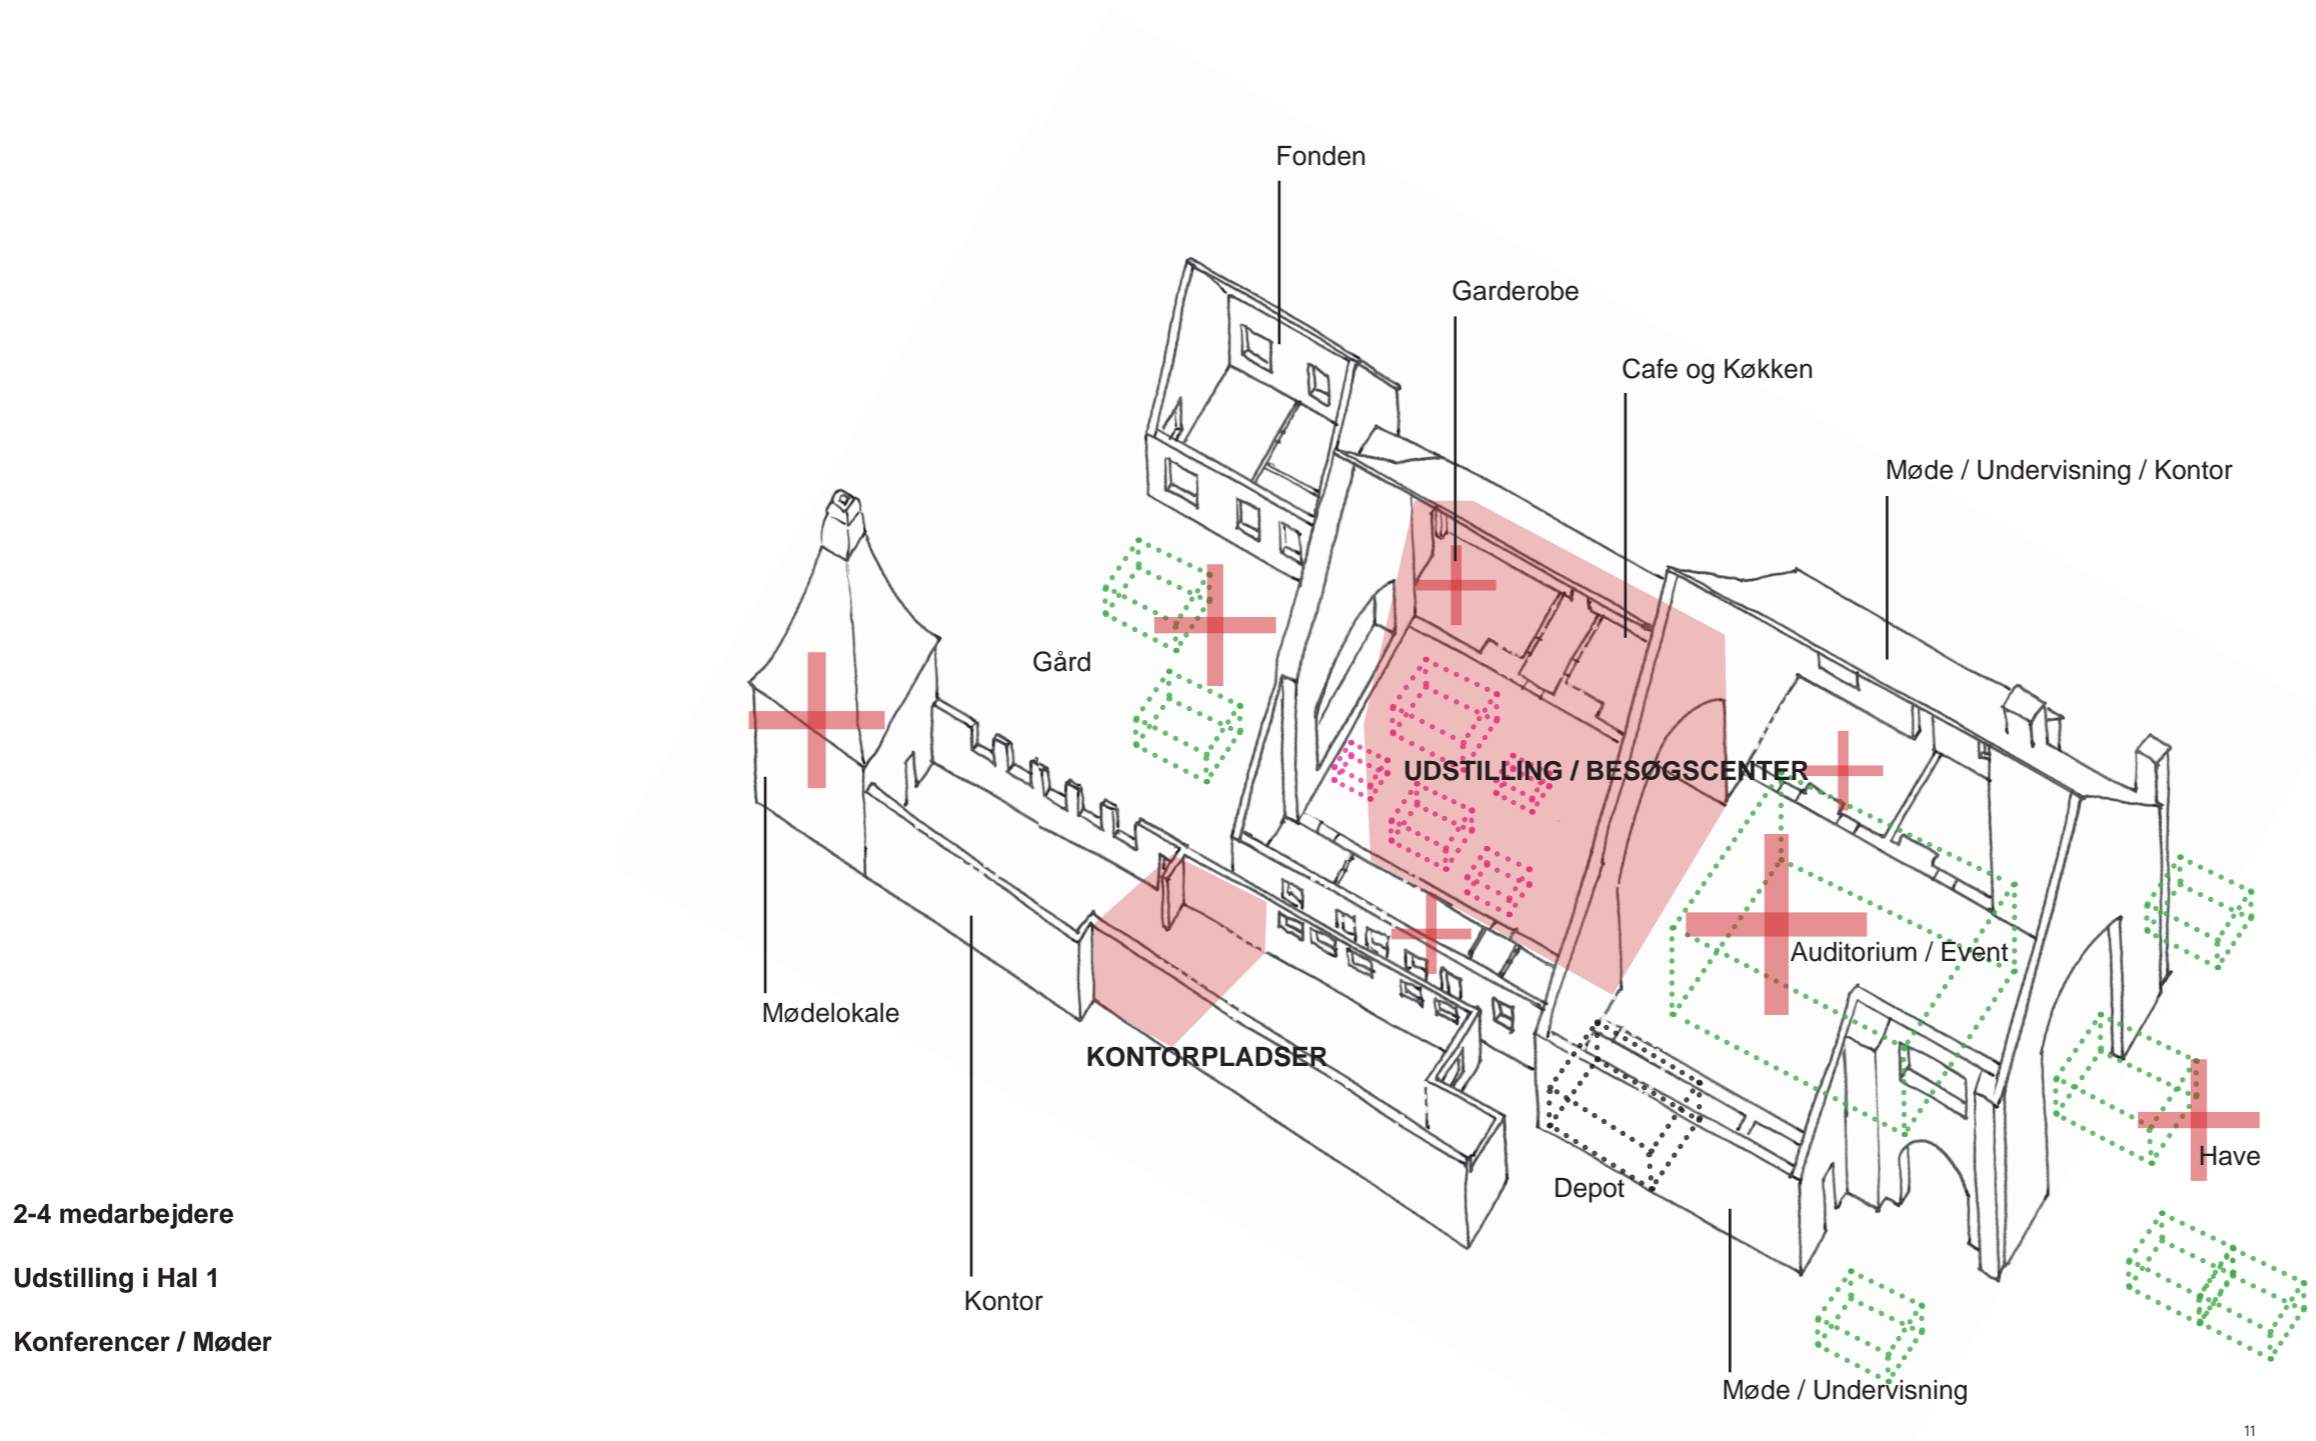 Fonden
Garderobe
Cafe og Køkken
Møde / Undervisning / Kontor
Gård
UDSTILLING / BESØGSCENTER
Auditorium / Event
Mødelokale
KONTORPLADSER
Have
Depot
2-4 medarbejdere
Udstilling i Hal 1
Konferencer / Møder
Kontor
Møde / Undervisning
11